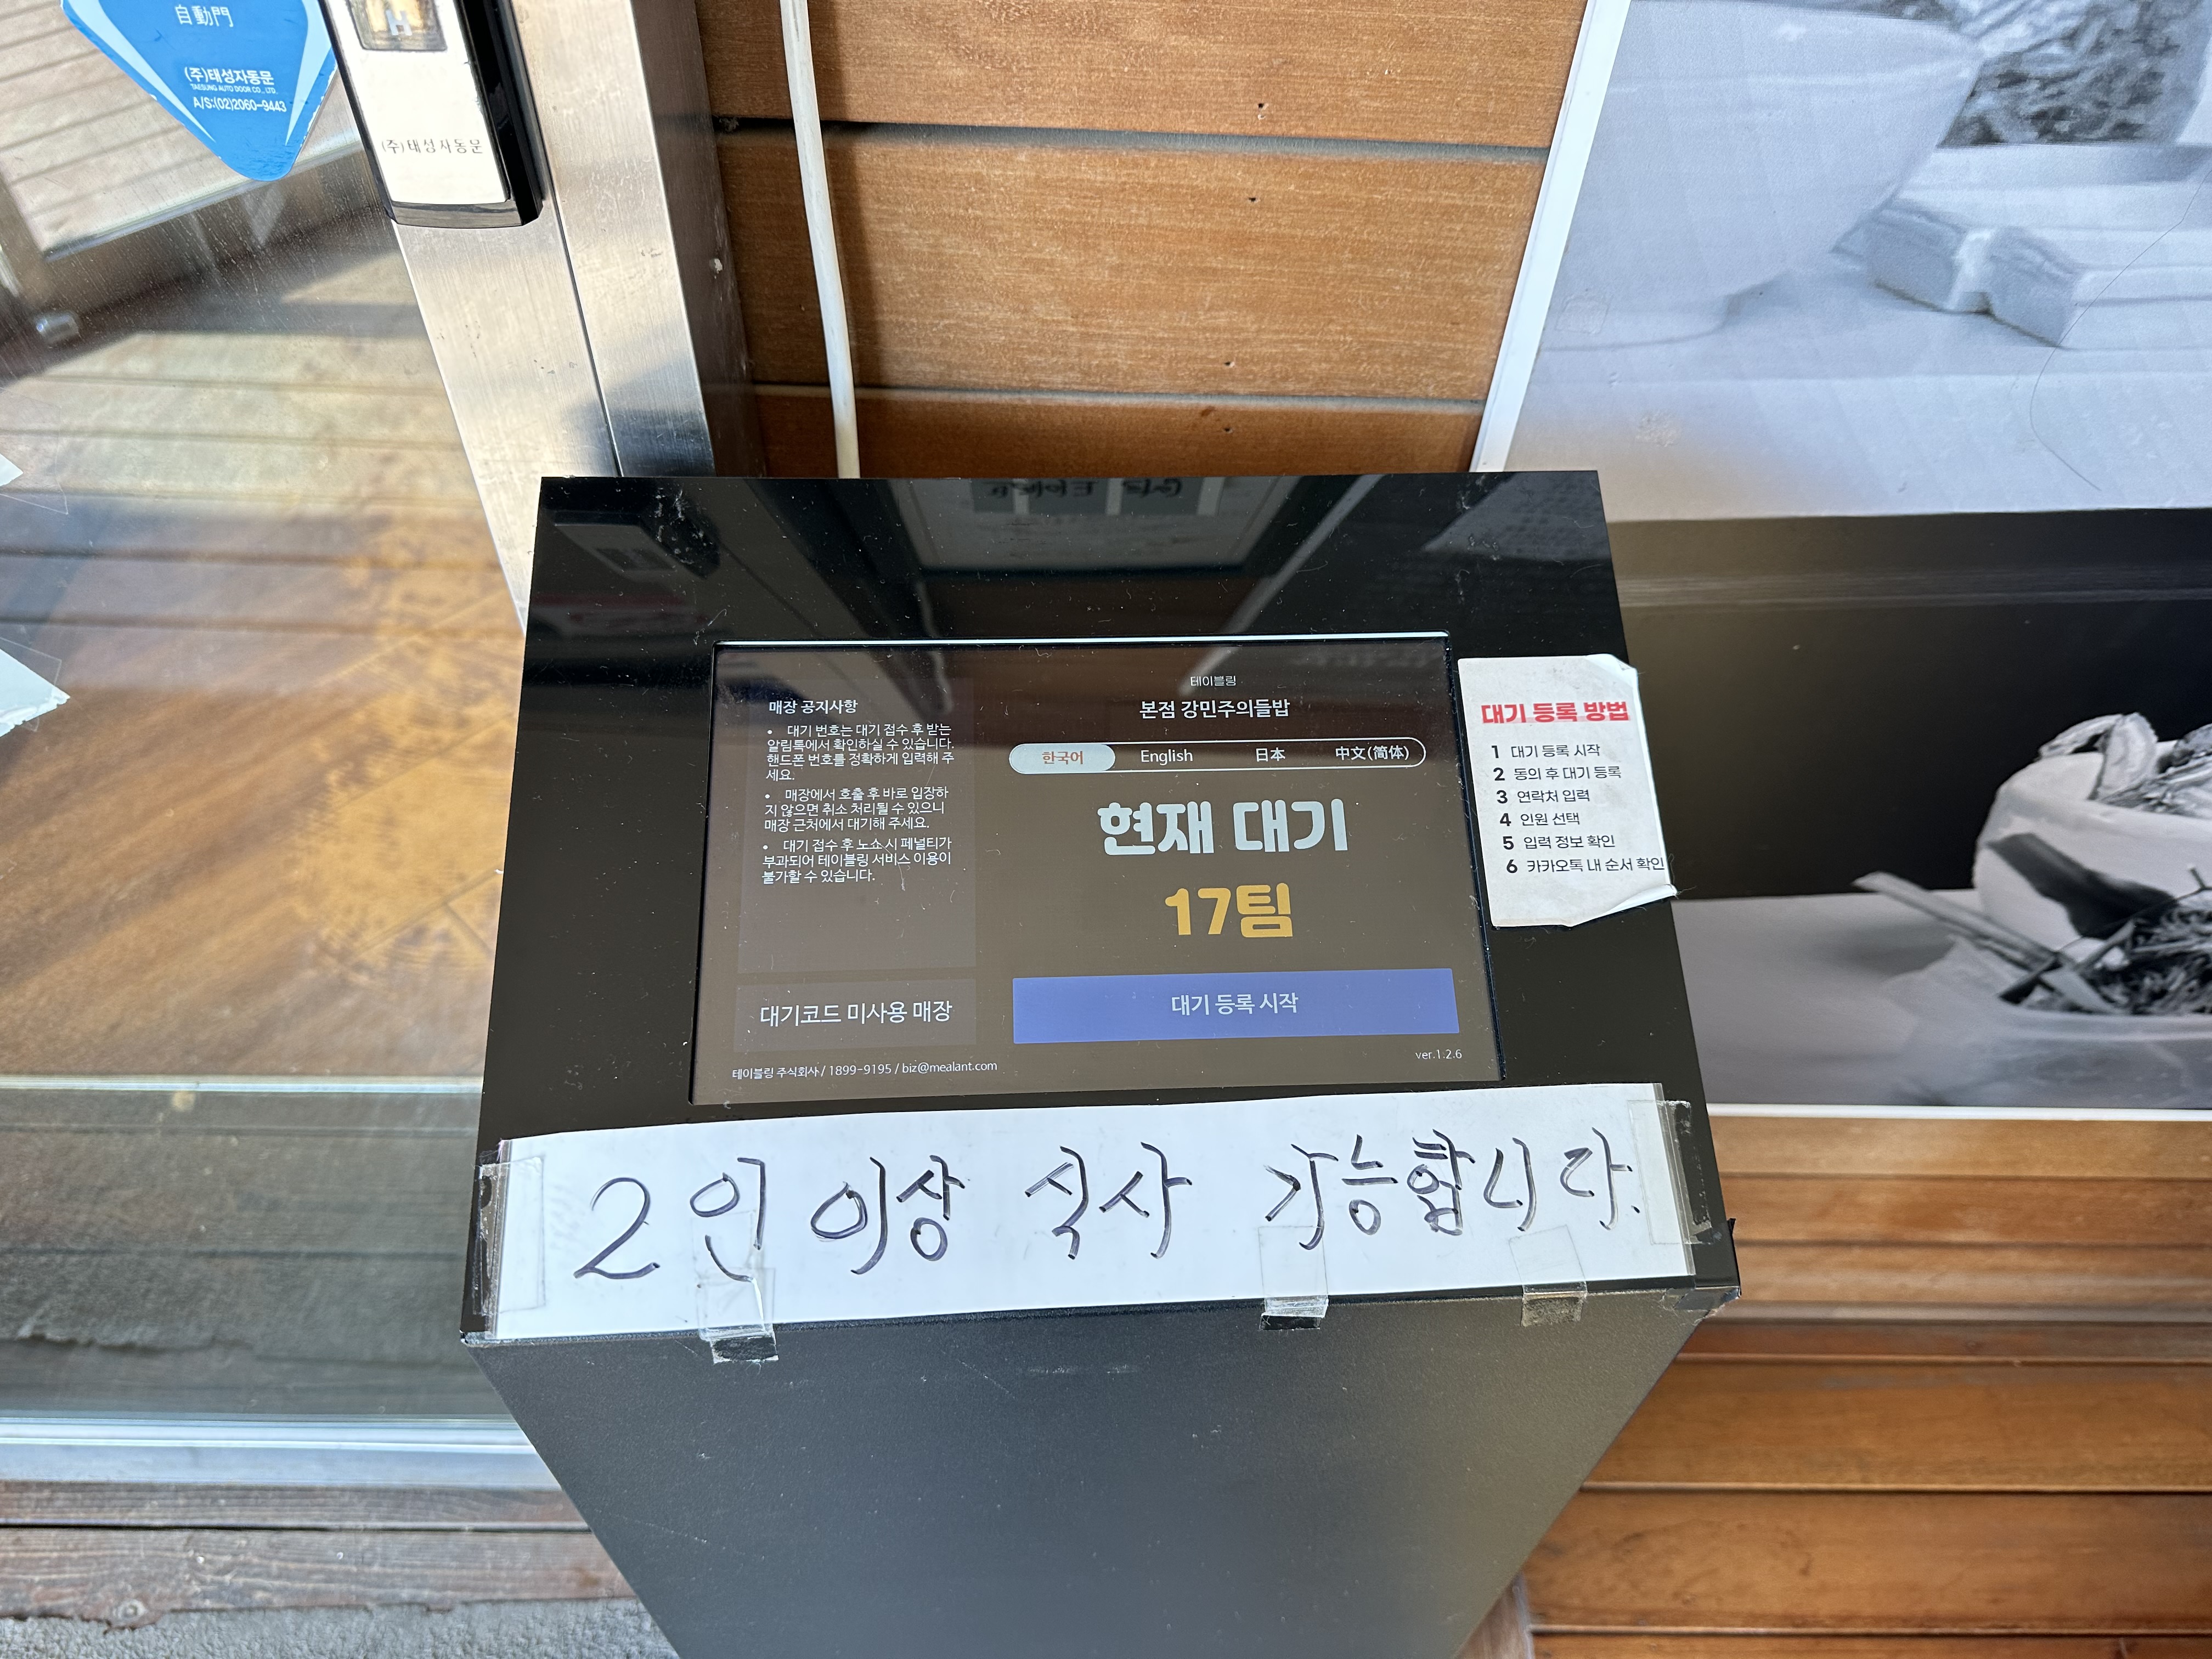 自動門
(주)태성자동문
TAESUNG AUTO DOOR CO., LTD.
A/S:(02)2060-9443
H
(주)태성자동문
테이블링
본점 강민주의들밥
한국어 English 日本 中文(简体)
현재 대기
17팀
대기 등록 시작
ver.1.2.6
매장 공지사항
• 대기 번호는 대기 접수 후 받는
알림톡에서 확인하실 수 있습니다.
핸드폰 번호를 정확하게 입력해 주
세요.
• 매장에서 호출 후 바로 입장하
지 않으면 취소 처리될 수 있으니
매장 근처에서 대기해 주세요.
• 대기 접수 후 노쇼 시 페널티가
부과되어 테이블링 서비스 이용이
불가할 수 있습니다.
대기코드 미사용 매장
테이블링 주식회사 / 1899-9195 / biz@mealant.com
대기 등록 방법
1 대기 등록 시작
2 동의 후 대기 등록
3 연락처 입력
4 인원 선택
5 입력 정보 확인
6 카카오톡 내 순서 확인
2인 이상 식사 가능합니다.